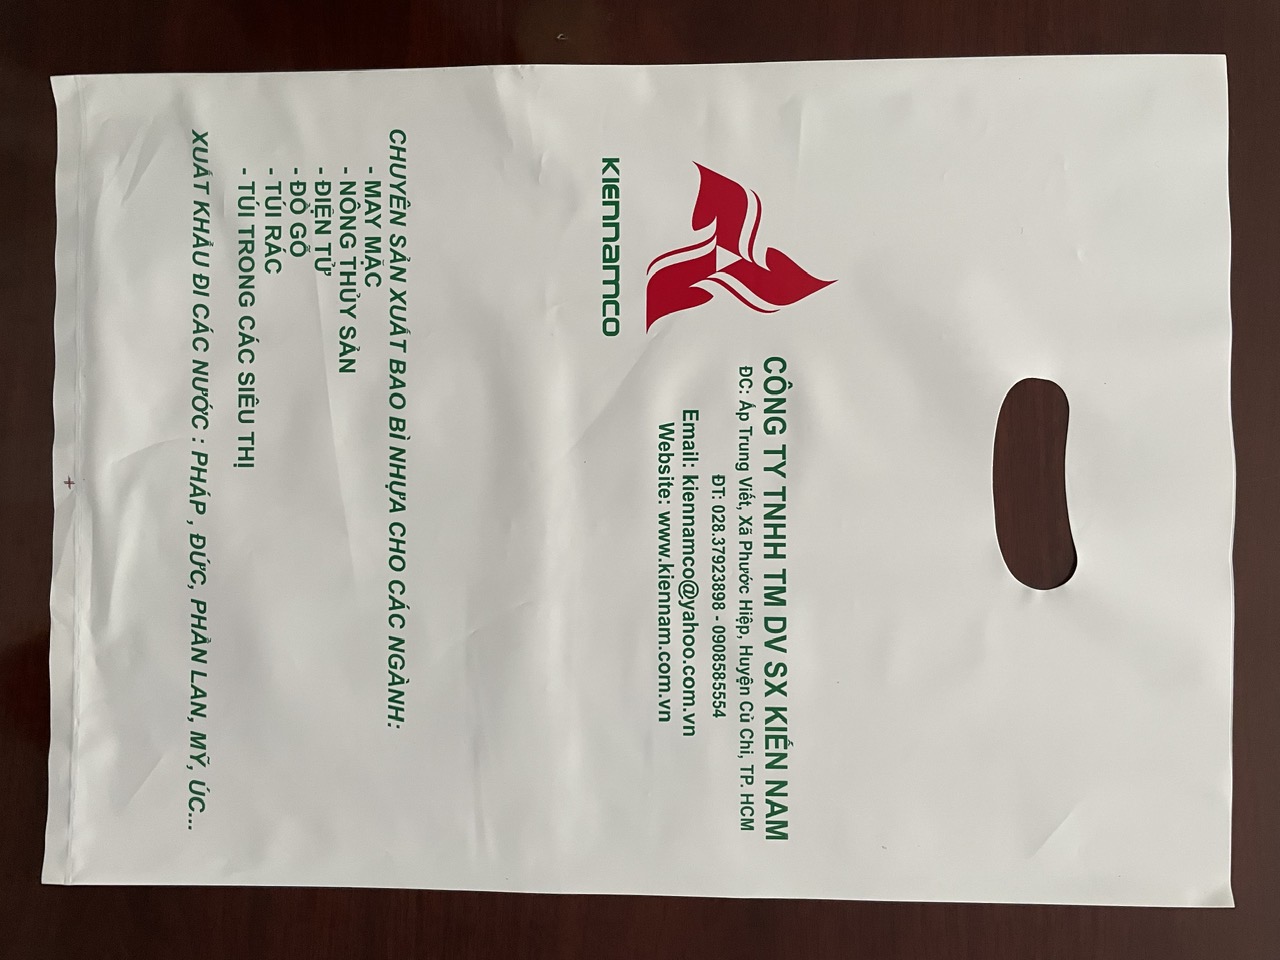 CÔNG TY TNHH TM DV SX KIẾN NAM
ĐC: Ấp Trung Viết, Xã Phước Hiệp, Huyện Củ Chi, TP. HCM
ĐT: 028.37923898 - 0908585554
Email: kiennamco@yahoo.com.vn
Website: www.kiennam.com.vn
KIENNAMCO
CHUYÊN SẢN XUẤT BAO BÌ NHỰA CHO CÁC NGÀNH:
- MAY MẶC
- NÔNG THỦY SẢN
- ĐIỆN TỬ
- ĐỒ GỖ
- TÚI RÁC
- TÚI TRONG CÁC SIÊU THỊ
XUẤT KHẨU ĐI CÁC NƯỚC : PHÁP , ĐỨC, PHẦN LAN, MỸ, ÚC...